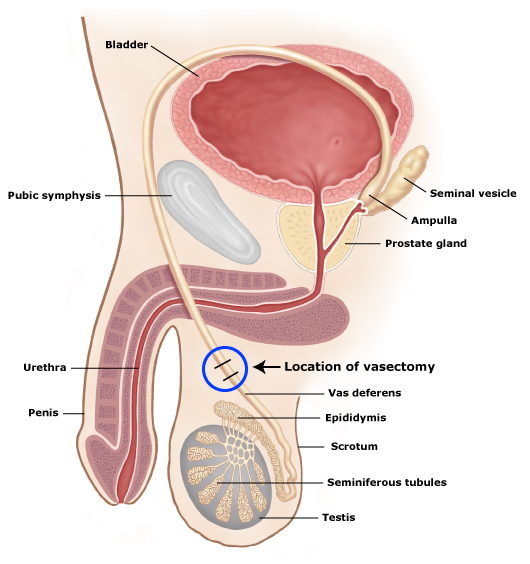 Bladder
Pubic symphysis
Seminal vesicle
Ampulla
Prostate gland
Urethra
Location of vasectomy
Vas deferens
Penis
Epididymis
Scrotum
Seminiferous tubules
Testis